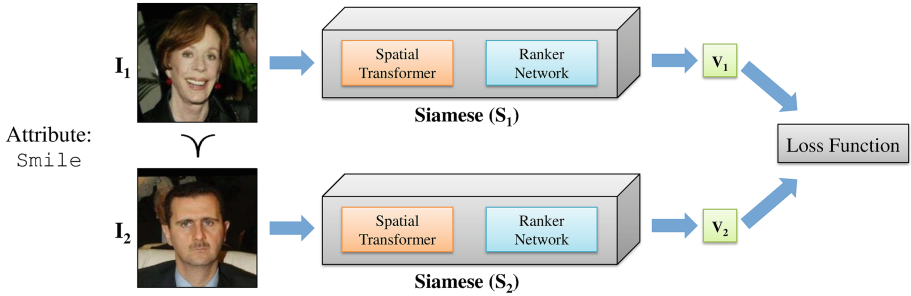 I1
Spatial
Transformer
Ranker
Network
Siamese (S1)
V1
Attribute:
Smile
Loss Function
I2
Spatial
Transformer
Ranker
Network
Siamese (S2)
V2